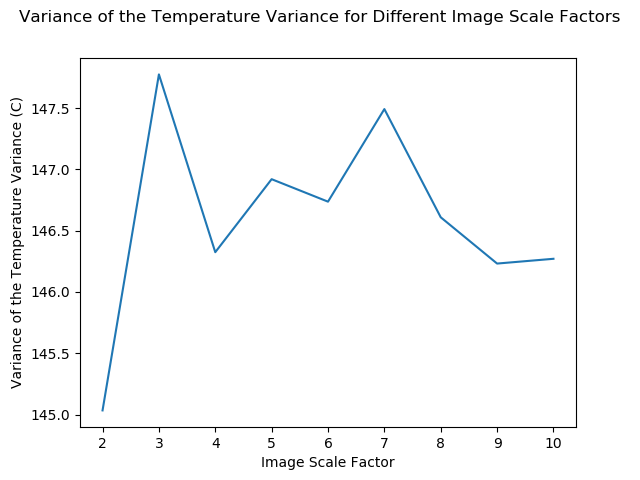 Variance of the Temperature Variance for Different Image Scale Factors
Variance of the Temperature Variance (C)
147.5
147.0
146.5
146.0
145.5
145.0
2 3 4 5 6 7 8 9 10
Image Scale Factor